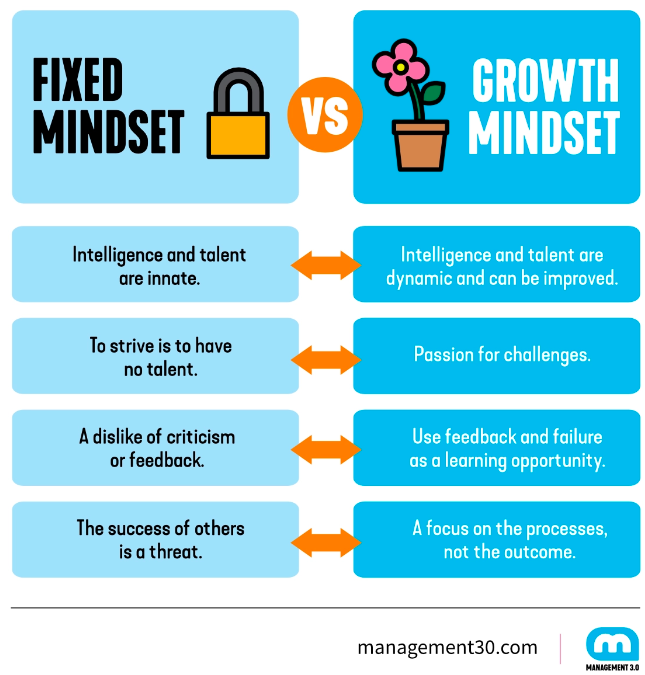 FIXED
MINDSET
VS
GROWTH
MINDSET
Intelligence and talent
are innate.
Intelligence and talent are
dynamic and can be improved.
To strive is to have
no talent.
Passion for challenges.
A dislike of criticism
or feedback.
Use feedback and failure
as a learning opportunity.
The success of others
is a threat.
A focus on the processes,
not the outcome.
management30.com
m
MANAGEMENT 3.0